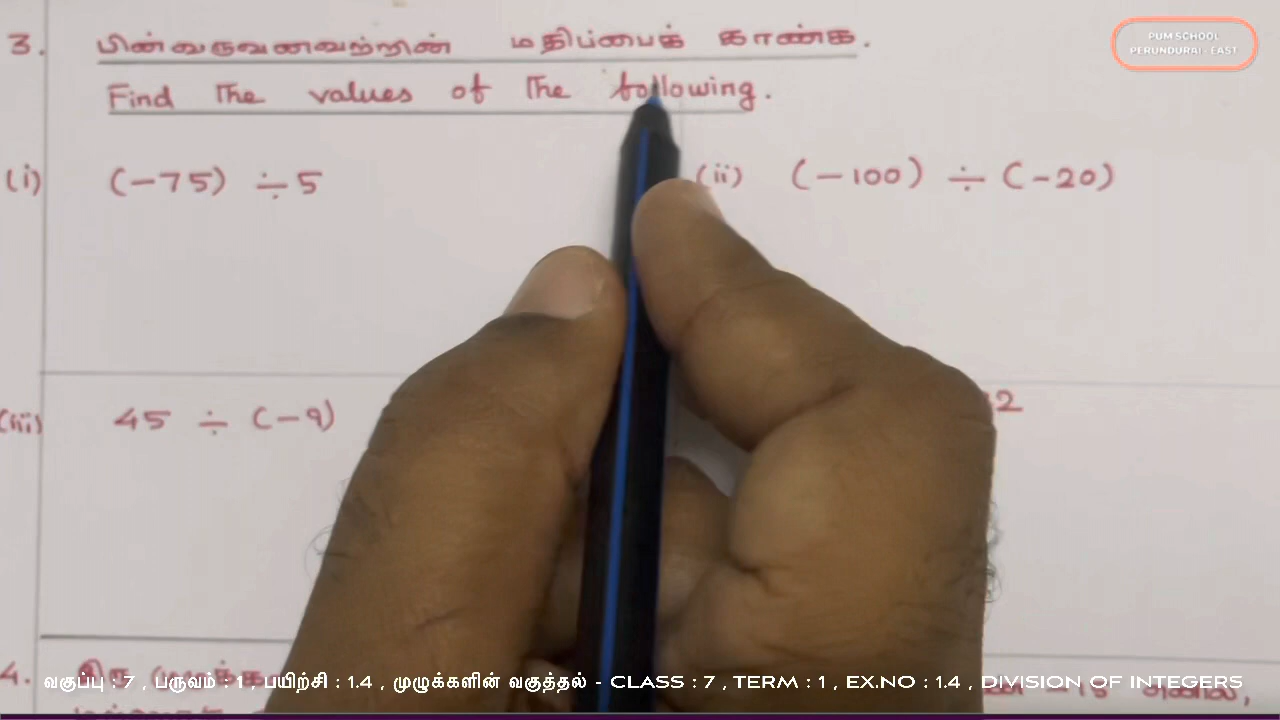 3. பின்வருவனவற்றின் மதிப்பைக் காண்க.
PUM SCHOOL
PERUNDURAI - EAST
Find The values of The following.
(i) (-75) ÷ 5 (ii) (-100) ÷ (-20)
(iii) 45 ÷ (-9) 2
4. இரு
வகுப்பு : 7 , பருவம் : 1 , பயிற்சி : 1.4 , முழுக்களின் வகுத்தல் - CLASS : 7 , TERM : 1 , EX.NO : 1.4 , DIVISION OF INTEGERS